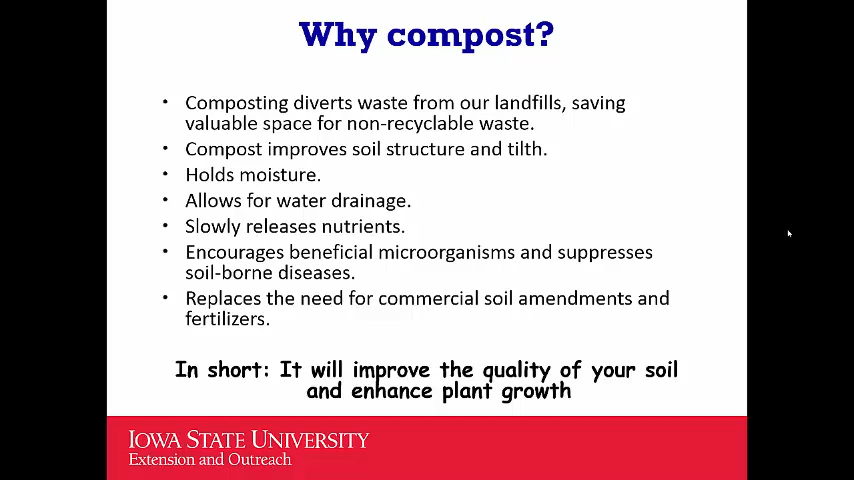 Why compost?
• Composting diverts waste from our landfills, saving
valuable space for non-recyclable waste.
• Compost improves soil structure and tilth.
• Holds moisture.
• Allows for water drainage.
• Slowly releases nutrients.
• Encourages beneficial microorganisms and suppresses
soil-borne diseases.
• Replaces the need for commercial soil amendments and
fertilizers.
In short: It will improve the quality of your soil
and enhance plant growth
IOWA STATE UNIVERSITY
Extension and Outreach